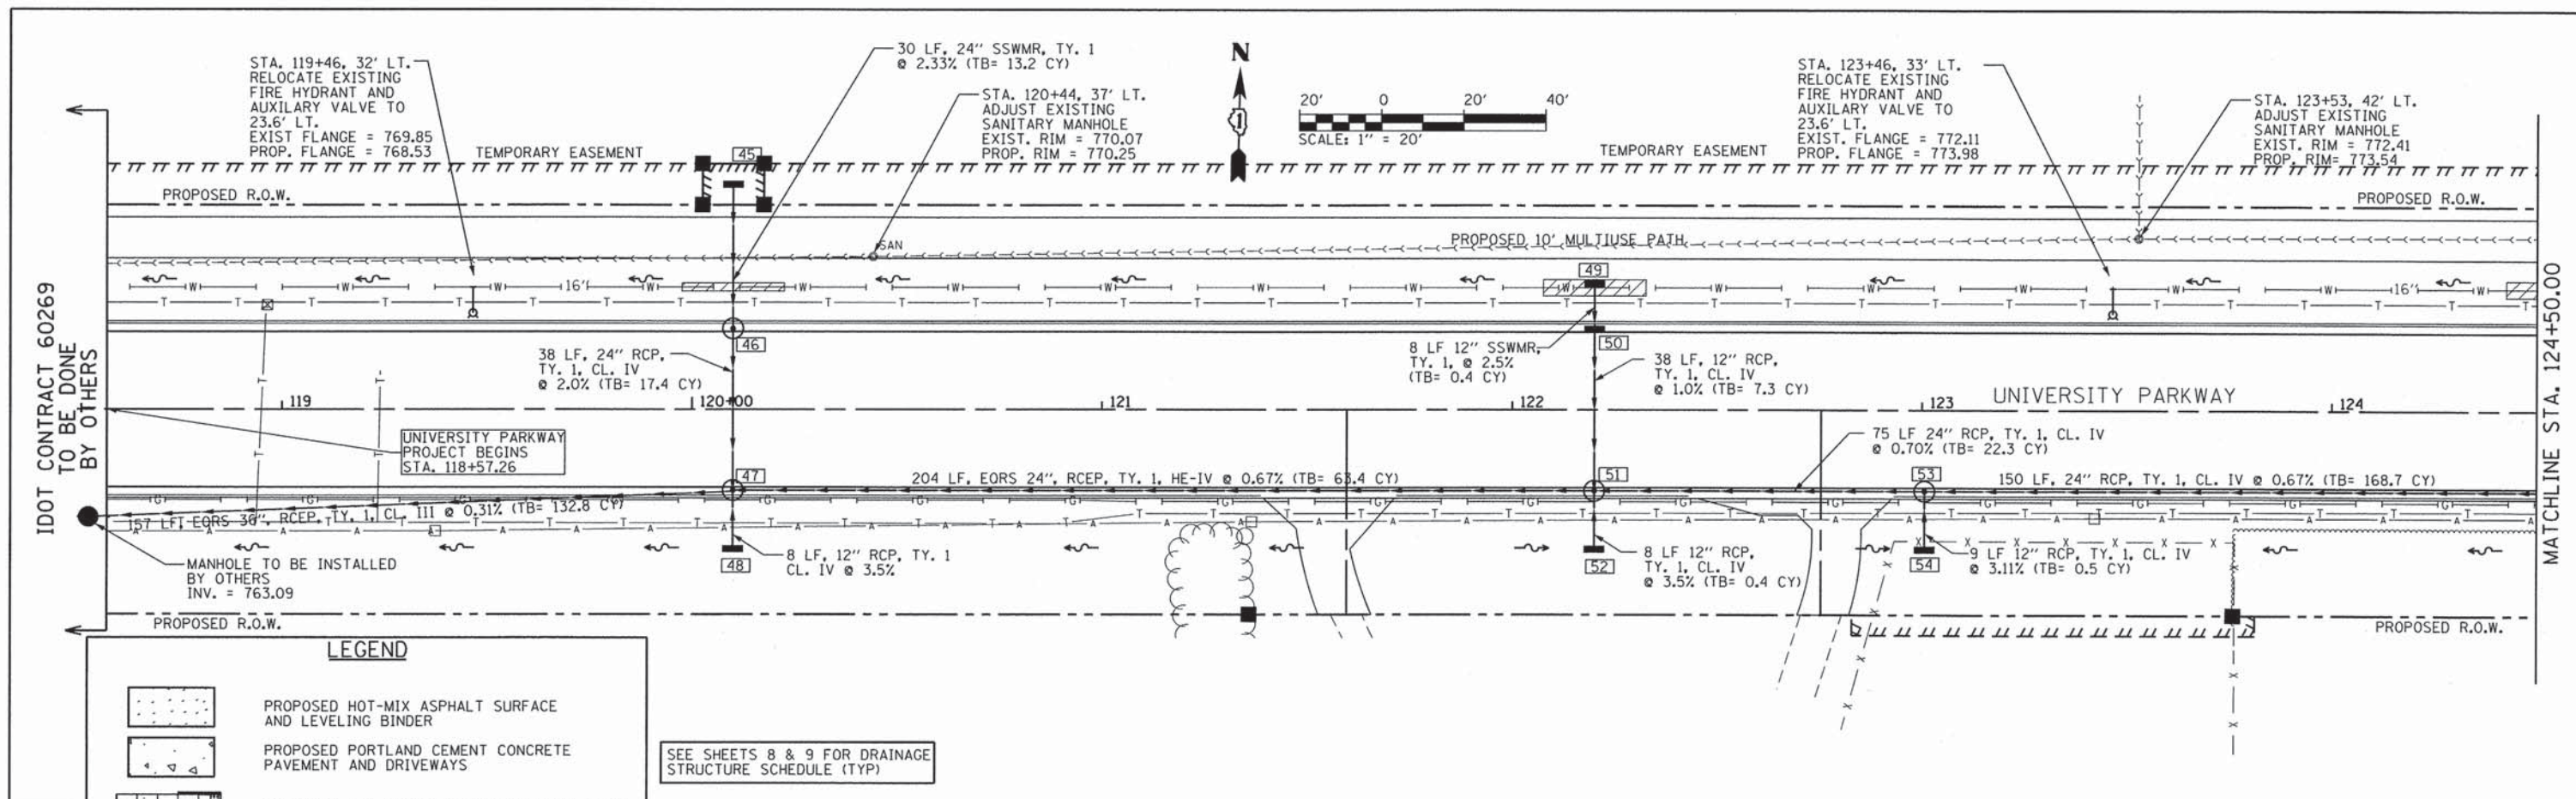 30 LF, 24" SSWMR, TY. 1
@ 2.33% (TB= 13.2 CY)
STA. 119+46, 32' LT.
RELOCATE EXISTING
FIRE HYDRANT AND
AUXILARY VALVE TO
23.6' LT.
EXIST FLANGE = 769.85
PROP. FLANGE = 768.53
STA. 120+44, 37' LT.
ADJUST EXISTING
SANITARY MANHOLE
EXIST. RIM = 770.07
PROP. RIM = 770.25
N
1
20' 0 20' 40'
SCALE: 1" = 20'
STA. 123+46, 33' LT.
RELOCATE EXISTING
FIRE HYDRANT AND
AUXILARY VALVE TO
23.6' LT.
EXIST. FLANGE = 772.11
PROP. FLANGE = 773.98
STA. 123+53, 42' LT.
ADJUST EXISTING
SANITARY MANHOLE
EXIST. RIM = 772.41
PROP. RIM= 773.54
TEMPORARY EASEMENT
45
TEMPORARY EASEMENT
PROPOSED R.O.W.
PROPOSED R.O.W.
SAN
PROPOSED 10' MULTIUSE PATH
49
16"
16"
46
50
38 LF, 24" RCP,
TY. 1, CL. IV
@ 2.0% (TB= 17.4 CY)
8 LF 12" SSWMR,
TY. 1, @ 2.5%
(TB= 0.4 CY)
38 LF, 12" RCP,
TY. 1, CL. IV
@ 1.0% (TB= 7.3 CY)
IDOT CONTRACT 60269
TO BE DONE
BY OTHERS
UNIVERSITY PARKWAY
119 120+00 121 122 123 124
MATCHLINE STA. 124+50.00
UNIVERSITY PARKWAY
PROJECT BEGINS
STA. 118+57.26
75 LF 24" RCP, TY. 1, CL. IV
@ 0.70% (TB= 22.3 CY)
47
51
53
204 LF, EQRS 24", RCEP, TY. 1, HE-IV @ 0.67% (TB= 63.4 CY)
150 LF, 24" RCP, TY. 1, CL. IV @ 0.67% (TB= 168.7 CY)
157 LF, EQRS 36", RCEP, TY. 1, CL. III @ 0.31% (TB= 132.8 CY)
MANHOLE TO BE INSTALLED
BY OTHERS
INV. = 763.09
8 LF, 12" RCP, TY. 1
CL. IV @ 3.5%
48
8 LF 12" RCP,
TY. 1, CL. IV
@ 3.5% (TB= 0.4 CY)
52
9 LF 12" RCP, TY. 1, CL. IV
@ 3.11% (TB= 0.5 CY)
54
PROPOSED R.O.W.
PROPOSED R.O.W.
LEGEND
PROPOSED HOT-MIX ASPHALT SURFACE
AND LEVELING BINDER
PROPOSED PORTLAND CEMENT CONCRETE
PAVEMENT AND DRIVEWAYS
SEE SHEETS 8 & 9 FOR DRAINAGE
STRUCTURE SCHEDULE (TYP)